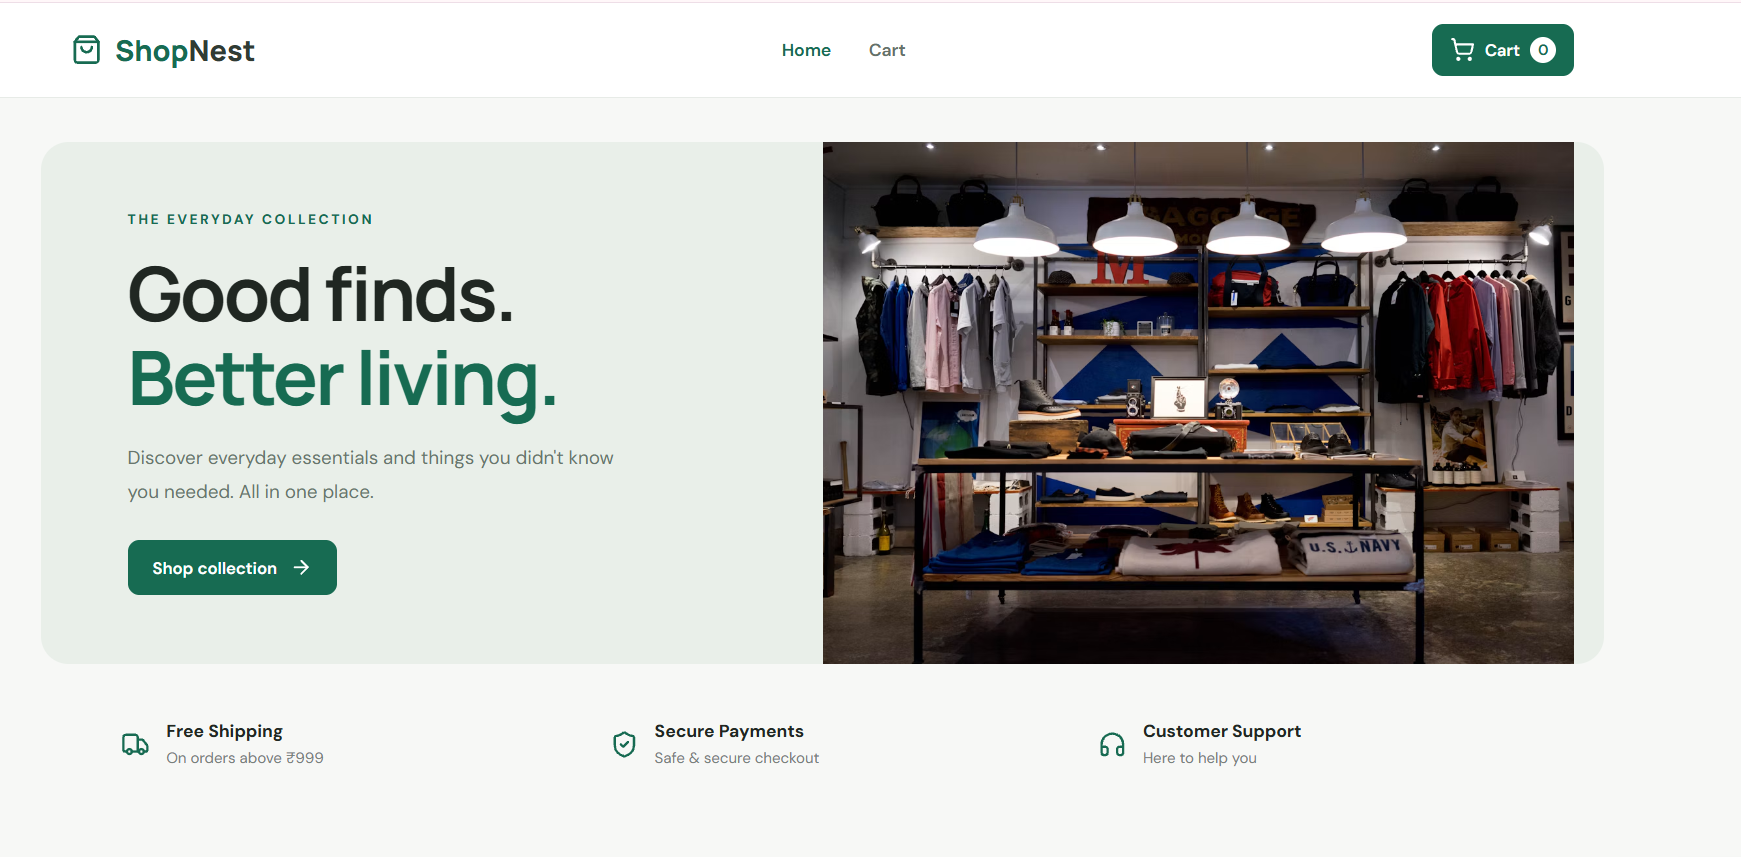 ShopNest
Home
Cart
Cart 0
THE EVERYDAY COLLECTION
Good finds.
Better living.
Discover everyday essentials and things you didn't know
you needed. All in one place.
Shop collection
BAGGAGE
M
U.S. NAVY
Free Shipping
On orders above ₹999
Secure Payments
Safe & secure checkout
Customer Support
Here to help you